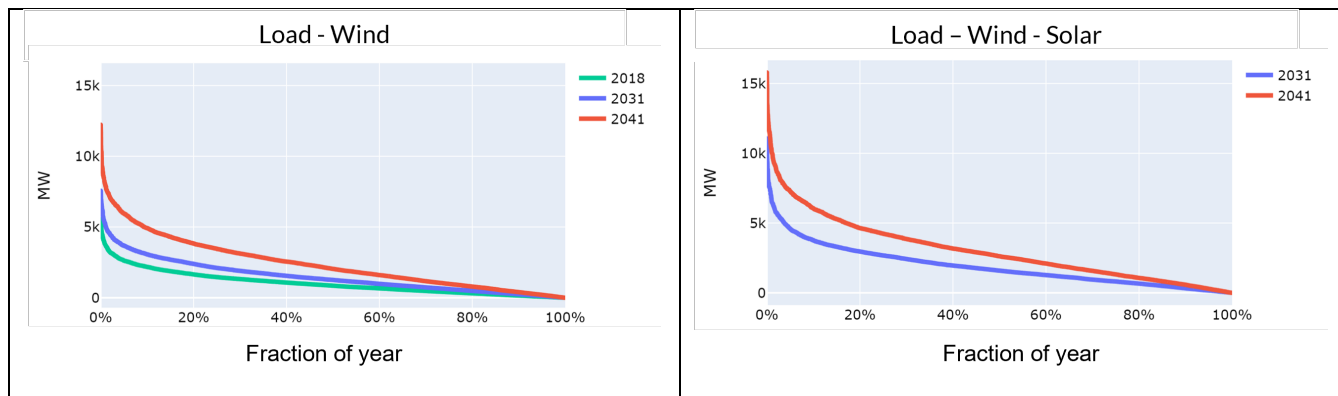 Load - Wind
MW
15k
10k
5k
0
0% 20% 40% 60% 80% 100%
Fraction of year
2018
2031
2041
Load – Wind - Solar
MW
15k
10k
5k
0
0% 20% 40% 60% 80% 100%
Fraction of year
2031
2041